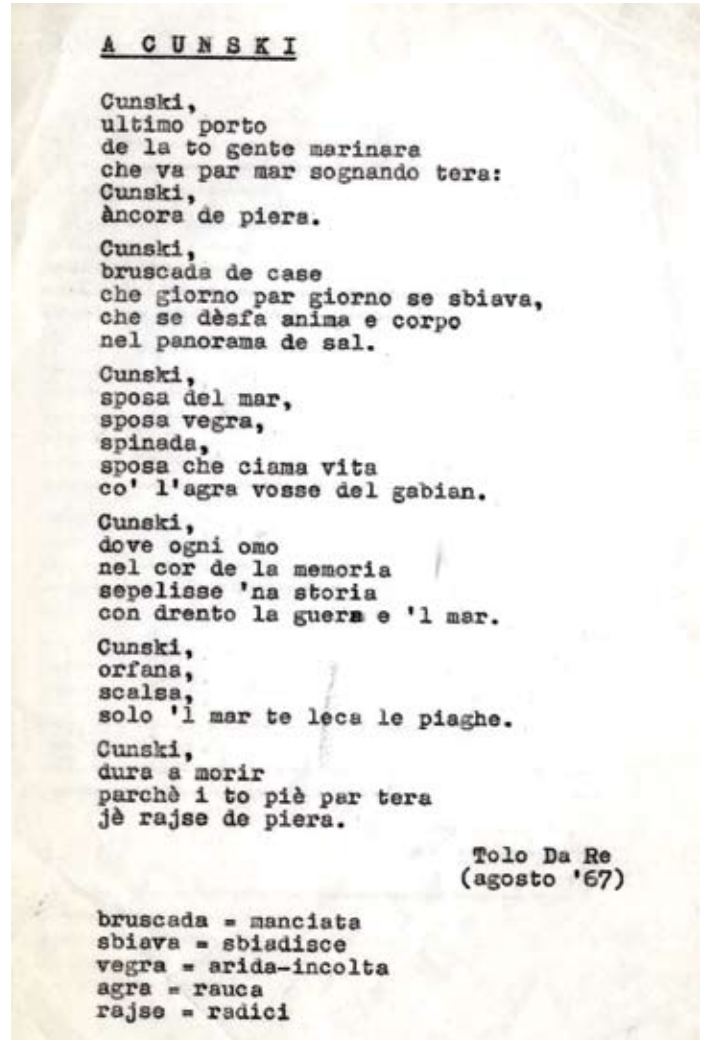 A CUNSKI
Cunski,
ultimo porto
de la to gente marinara
che va par mar sognando tera:
Cunski,
àncora de piera.
Cunski,
bruscada de case
che giorno par giorno se sbiava,
che se dèsfa anima e corpo
nel panorama de sal.
Cunski,
sposa del mar,
sposa vegra,
spinada,
sposa che ciama vita
co' l'agra vosse del gabian.
Cunski,
dove ogni omo
nel cor de la memoria
sepelisse 'na storia
con drento la guera e 'l mar.
Cunski,
orfana,
scalsa,
solo 'l mar te leca le piaghe.
Cunski,
dura a morir
parchè i to piè par tera
jè rajse de piera.
Tolo Da Re
(agosto '67)
bruscada = manciata
sbiava = sbiadisce
vegra = arida-incolta
agra = rauca
rajse = radici